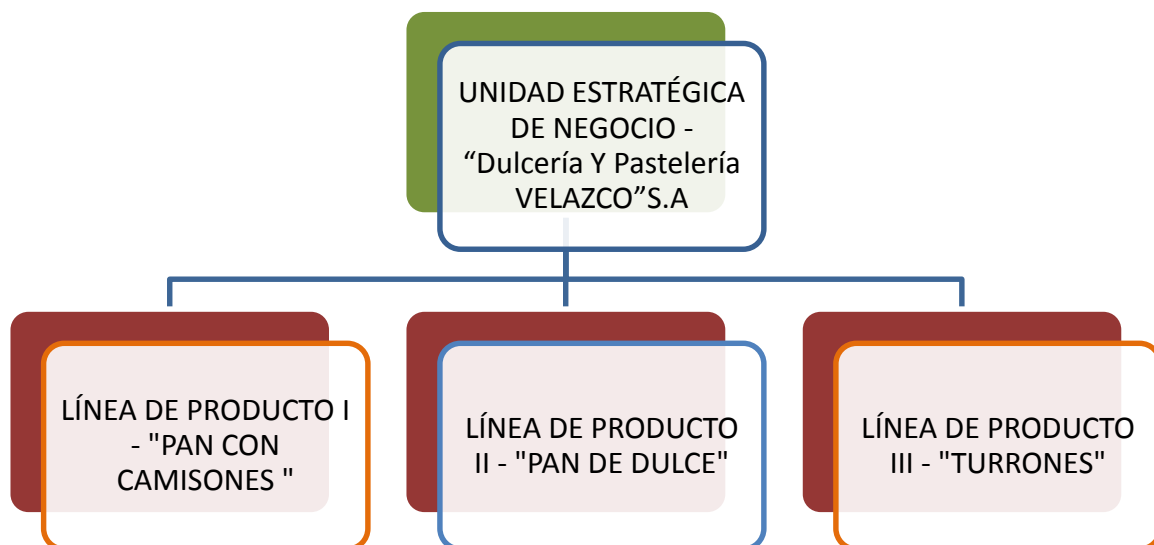 UNIDAD ESTRATÉGICA
DE NEGOCIO -
“Dulcería Y Pastelería
VELAZCO”S.A
LÍNEA DE PRODUCTO I
- "PAN CON
CAMISONES "
LÍNEA DE PRODUCTO
II - "PAN DE DULCE"
LÍNEA DE PRODUCTO
III - "TURRONES"